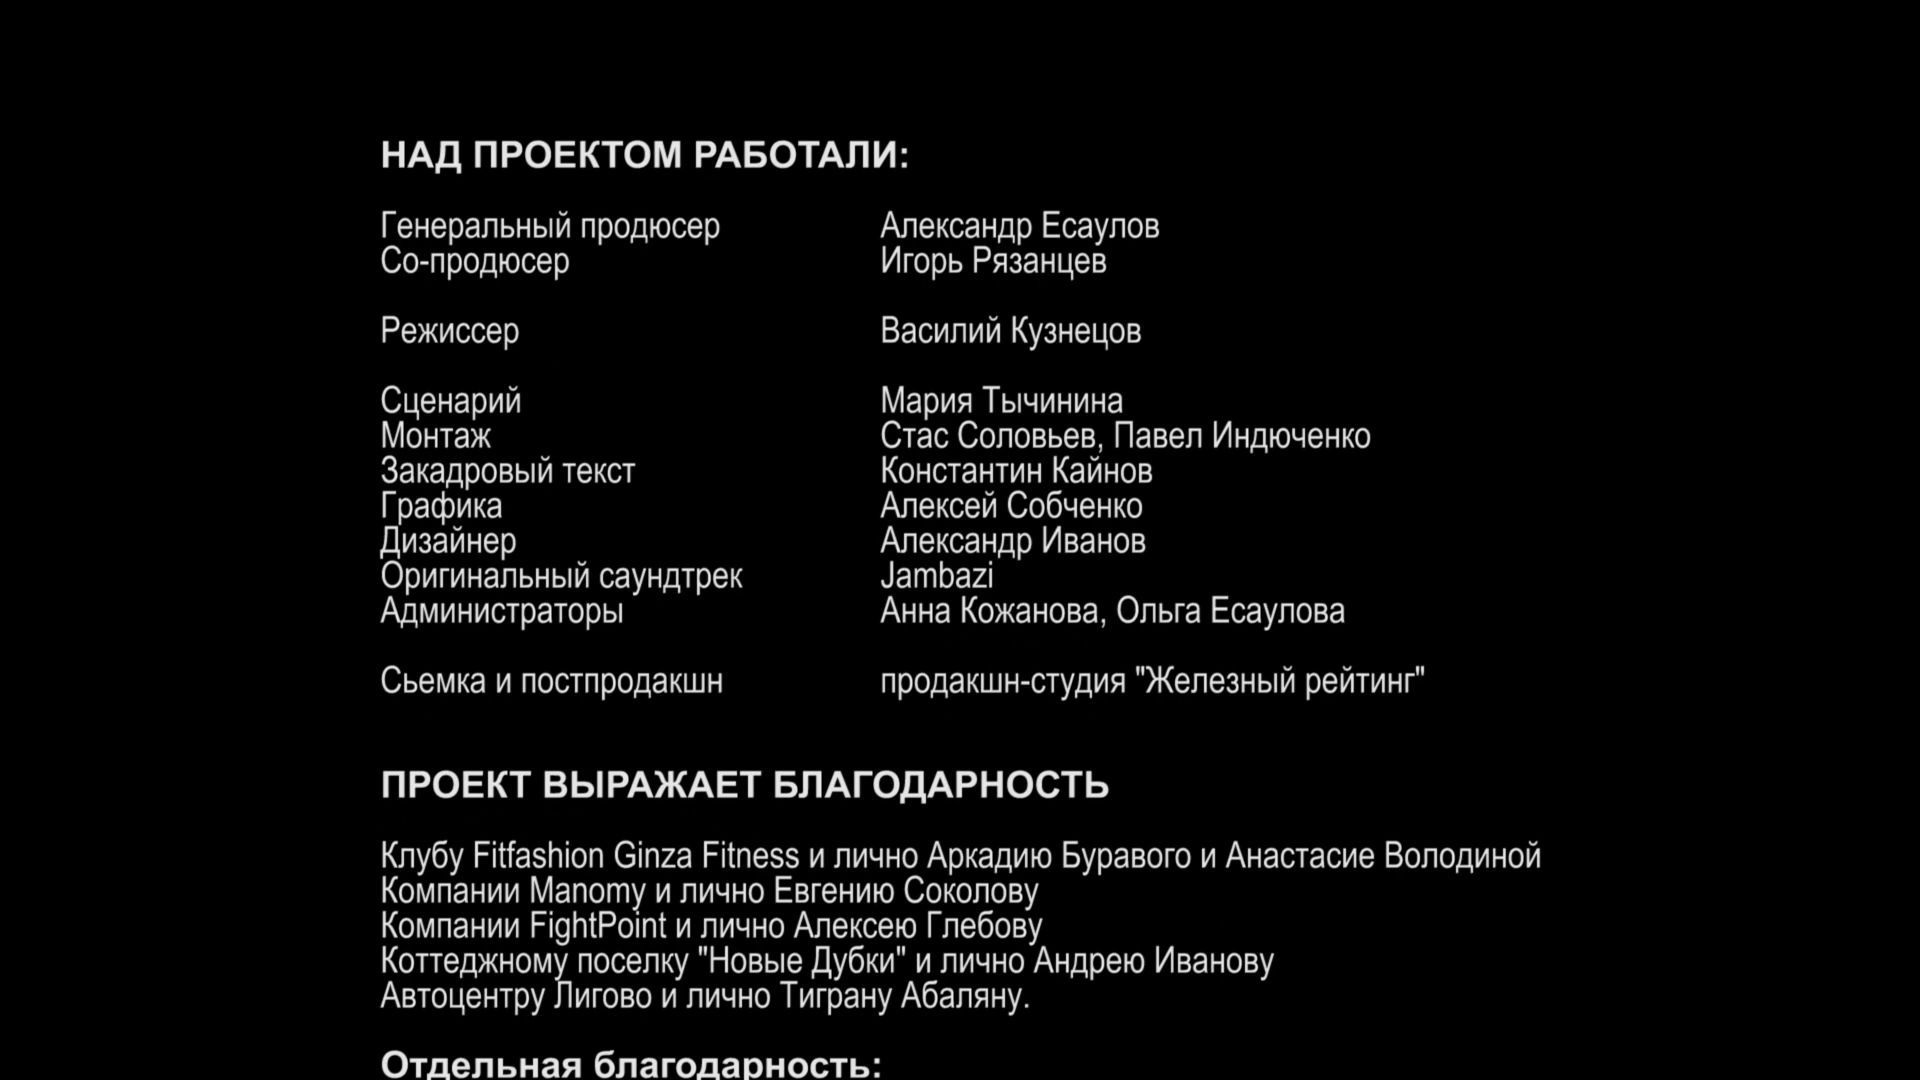 НАД ПРОЕКТОМ РАБОТАЛИ:
Генеральный продюсер Александр Есаулов
Со-продюсер Игорь Рязанцев
Режиссер Василий Кузнецов
Сценарий Мария Тычинина
Монтаж Стас Соловьев, Павел Индюченко
Закадровый текст Константин Кайнов
Графика Алексей Собченко
Дизайнер Александр Иванов
Оригинальный саундтрек Jambazi
Администраторы Анна Кожанова, Ольга Есаулова
Сьемка и постпродакшн продакшн-студия "Железный рейтинг"
ПРОЕКТ ВЫРАЖАЕТ БЛАГОДАРНОСТЬ
Клубу Fitfashion Ginza Fitness и лично Аркадию Буравого и Анастасие Володиной
Компании Manomy и лично Евгению Соколову
Компании FightPoint и лично Алексею Глебову
Коттеджному поселку "Новые Дубки" и лично Андрею Иванову
Автоцентру Лигово и лично Тиграну Абаляну.
Отдельная благодарность: